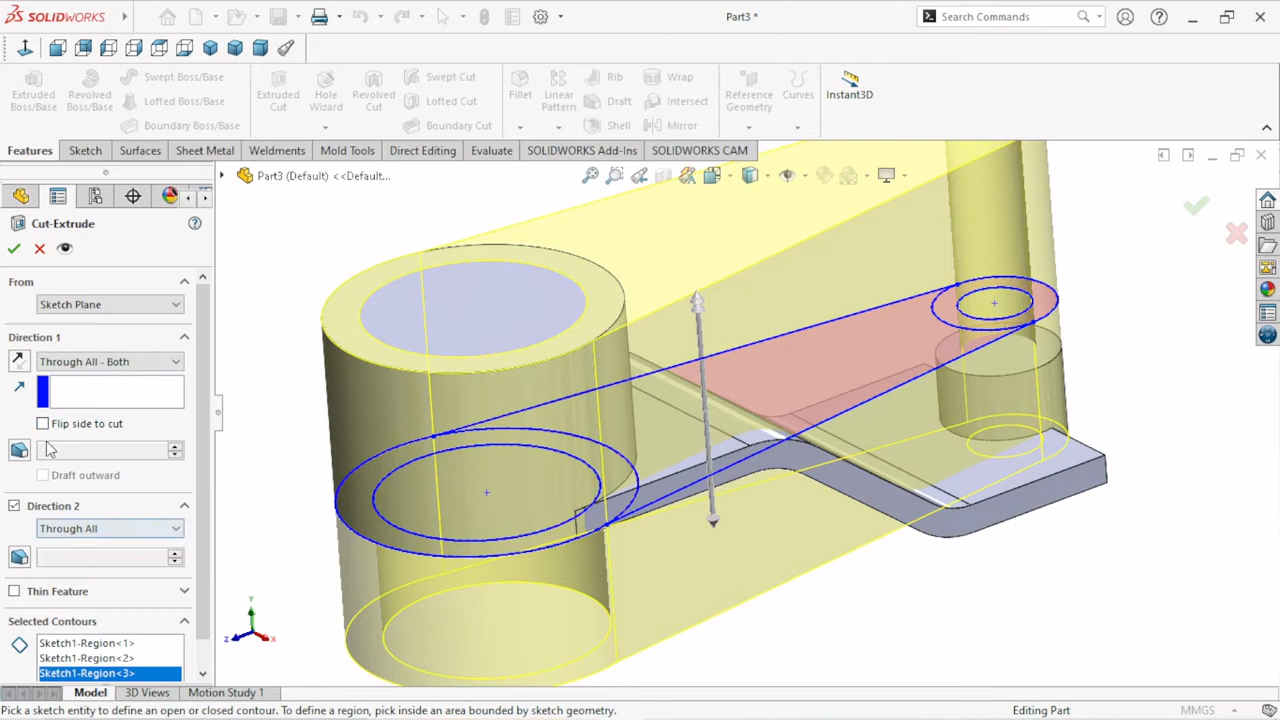 SOLIDWORKS
Part3 *
Search Commands
Extruded Boss/Base
Revolved Boss/Base
Swept Boss/Base
Lofted Boss/Base
Boundary Boss/Base
Extruded Cut
Hole Wizard
Revolved Cut
Swept Cut
Lofted Cut
Boundary Cut
Fillet
Linear Pattern
Rib
Draft
Shell
Wrap
Intersect
Mirror
Reference Geometry
Curves
Instant3D
Features
Sketch
Surfaces
Sheet Metal
Weldments
Mold Tools
Direct Editing
Evaluate
SOLIDWORKS Add-Ins
SOLIDWORKS CAM
Part3 (Default) <<Default...
Cut-Extrude
From
Sketch Plane
Direction 1
Through All - Both
Flip side to cut
Draft outward
Direction 2
Through All
Thin Feature
Selected Contours
Sketch1-Region<1>
Sketch1-Region<2>
Sketch1-Region<3>
Y
Z
X
Model
3D Views
Motion Study 1
Pick a sketch entity to define an open or closed contour. To define a region, pick inside an area bounded by sketch geometry.
Editing Part
MMGS